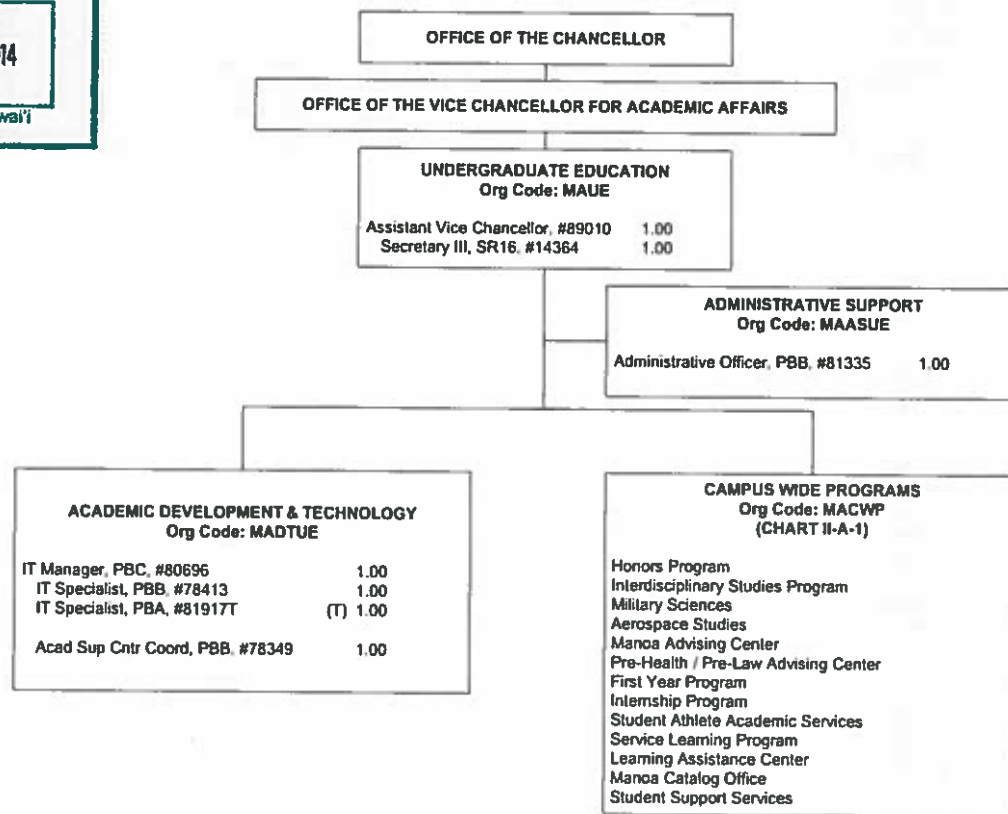 14
wai'i
OFFICE OF THE CHANCELLOR
OFFICE OF THE VICE CHANCELLOR FOR ACADEMIC AFFAIRS
UNDERGRADUATE EDUCATION
Org Code: MAUE
Assistant Vice Chancellor, #89010 1.00
Secretary III, SR16, #14364 1.00
ADMINISTRATIVE SUPPORT
Org Code: MAASUE
Administrative Officer, PBB, #81335 1.00
ACADEMIC DEVELOPMENT & TECHNOLOGY
Org Code: MADTUE
IT Manager, PBC, #80696 1.00
IT Specialist, PBB, #78413 1.00
IT Specialist, PBA, #81917T (T) 1.00
Acad Sup Cntr Coord, PBB, #78349 1.00
CAMPUS WIDE PROGRAMS
Org Code: MACWP
(CHART II-A-1)
Honors Program
Interdisciplinary Studies Program
Military Sciences
Aerospace Studies
Manoa Advising Center
Pre-Health / Pre-Law Advising Center
First Year Program
Internship Program
Student Athlete Academic Services
Service Learning Program
Learning Assistance Center
Manoa Catalog Office
Student Support Services